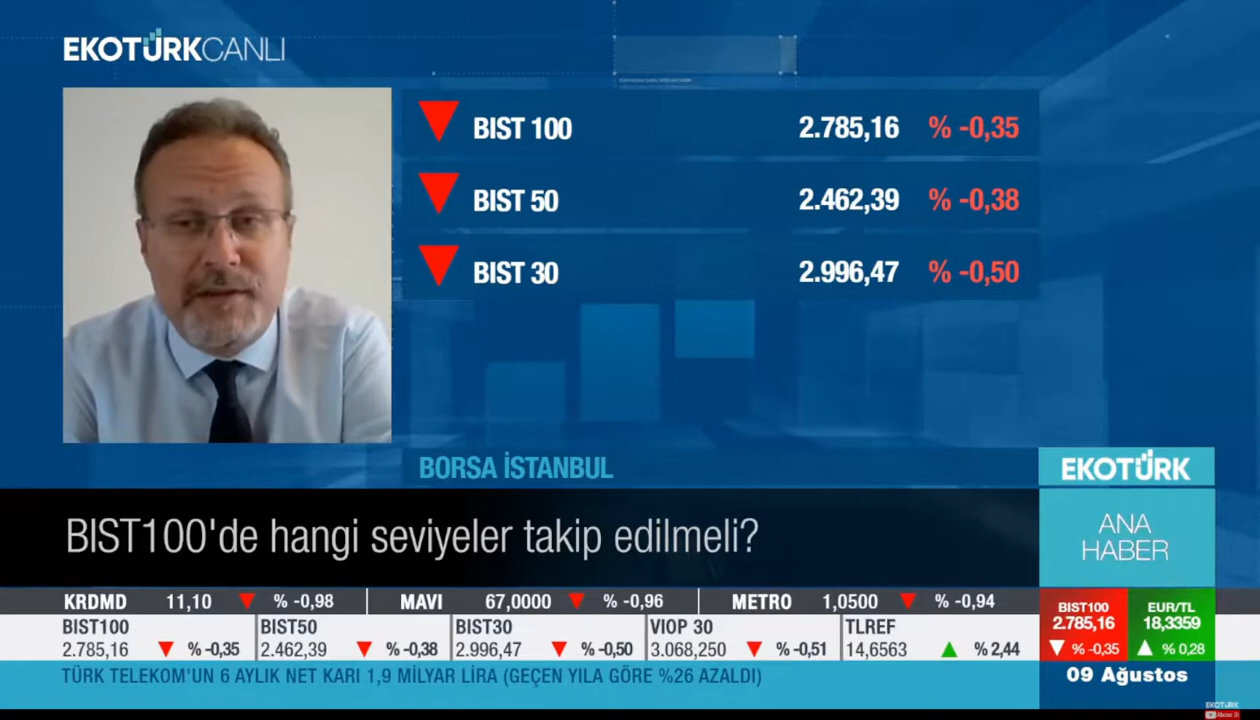 EKOTÜRKCANLI
BIST 100 2.785,16 % -0,35
BIST 50 2.462,39 % -0,38
BIST 30 2.996,47 % -0,50
BORSA İSTANBUL
EKOTÜRK
BIST100'de hangi seviyeler takip edilmeli?
ANA
HABER
KRDMD 11,10 % -0,98 MAVI 67,0000 % -0,96 METRO 1,0500 % -0,94
BIST100 BIST50 BIST30 VIOP 30 TLREF
2.785,16 % -0,35 2.462,39 % -0,38 2.996,47 % -0,50 3.068,250 % -0,51 14,6563 % 2,44
BIST100 EUR/TL
2.785,16 18,3359
% -0,35 % 0,28
TÜRK TELEKOM'UN 6 AYLIK NET KARI 1,9 MİLYAR LİRA (GEÇEN YILA GÖRE %26 AZALDI)
09 Ağustos
EKOTÜRK